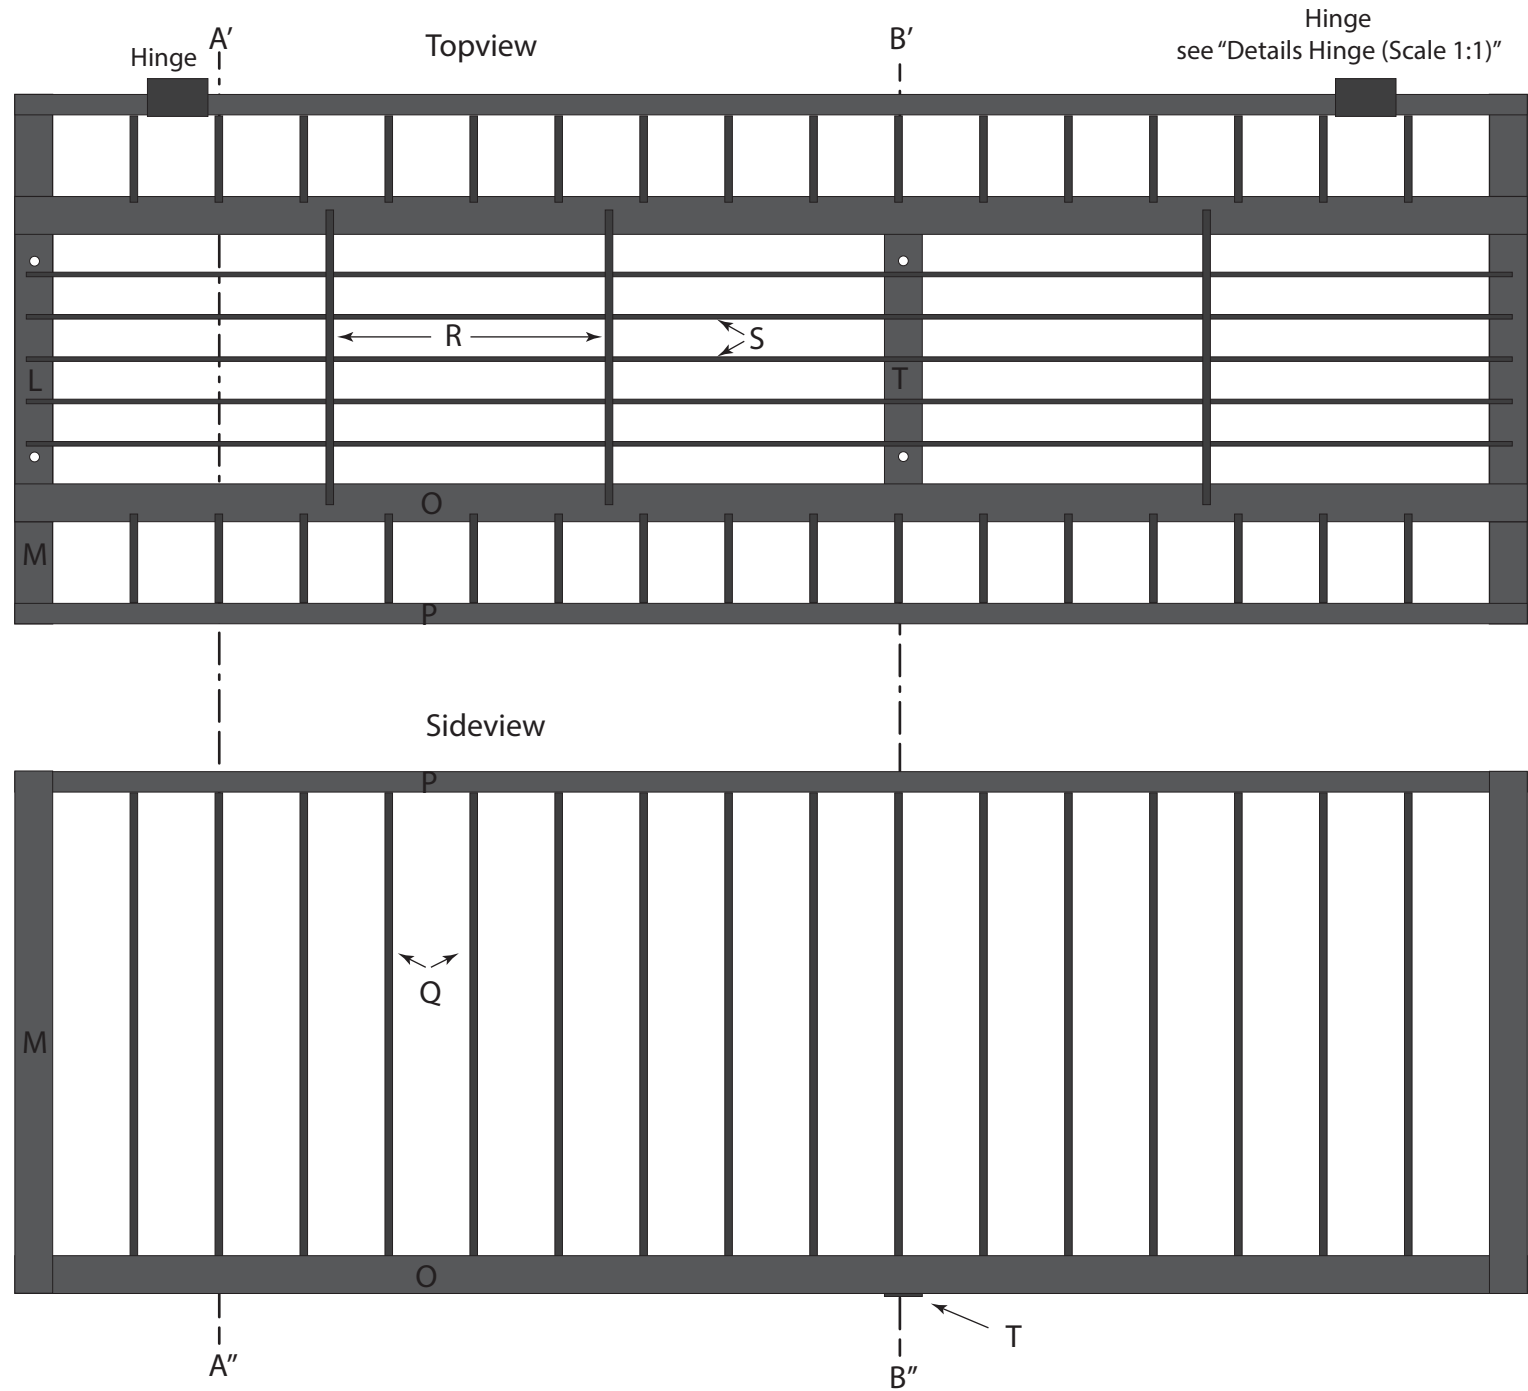 Hinge
A’
Topview
B’
Hinge
see “Details Hinge (Scale 1:1)”
R
S
L
T
O
M
P
Sideview
P
Q
M
O
T
A”
B”